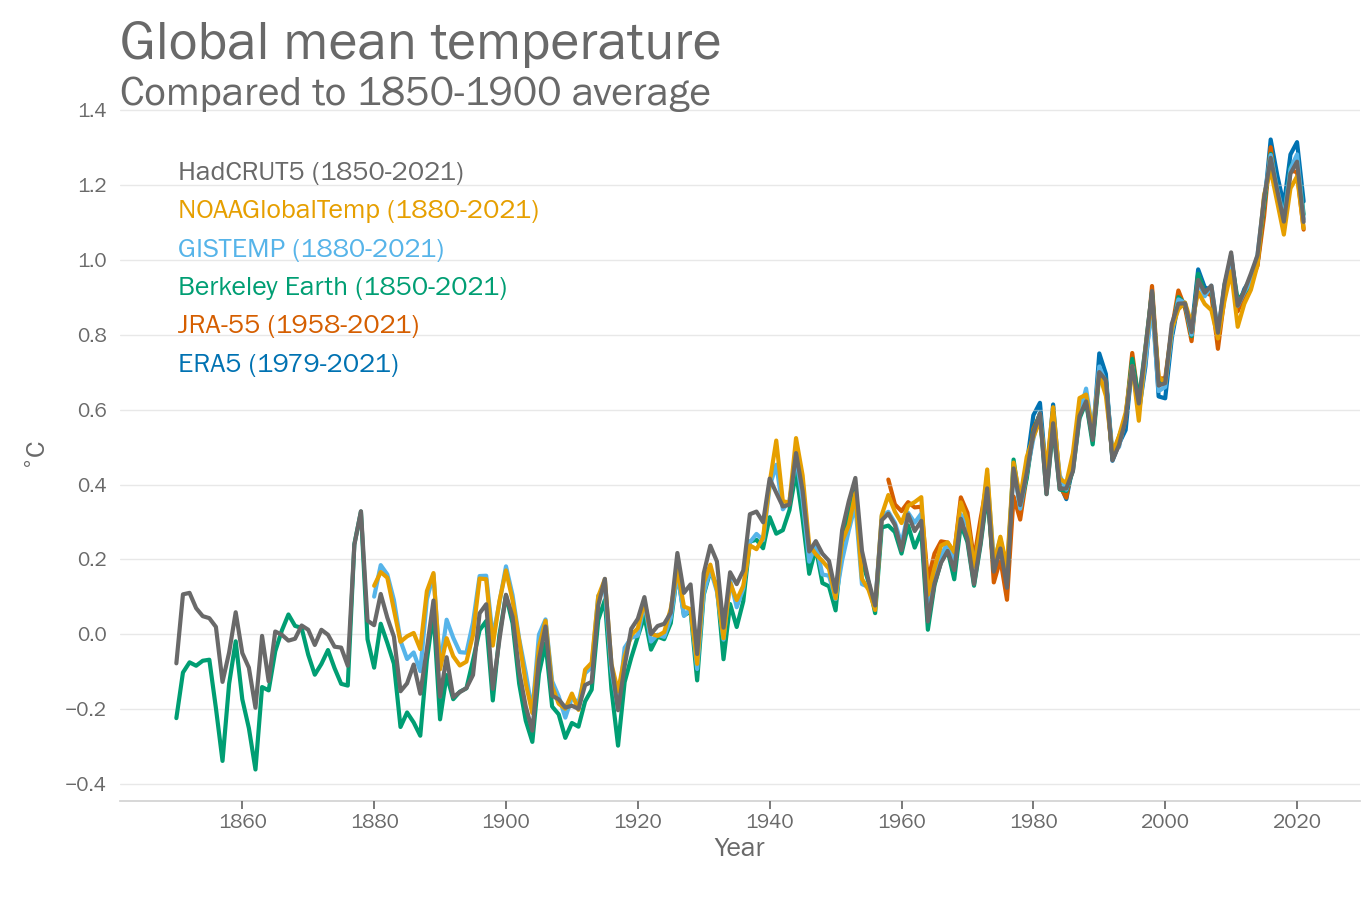 Global mean temperature
Compared to 1850-1900 average
1.4
HadCRUT5 (1850-2021)
1.2
NOAAGlobalTemp (1880-2021)
GISTEMP (1880-2021)
1.0
Berkeley Earth (1850-2021)
0.8
JRA-55 (1958-2021)
ERA5 (1979-2021)
0.6
°C
0.4
0.2
0.0
−0.2
−0.4
1860 1880 1900 1920 1940 1960 1980 2000 2020
Year